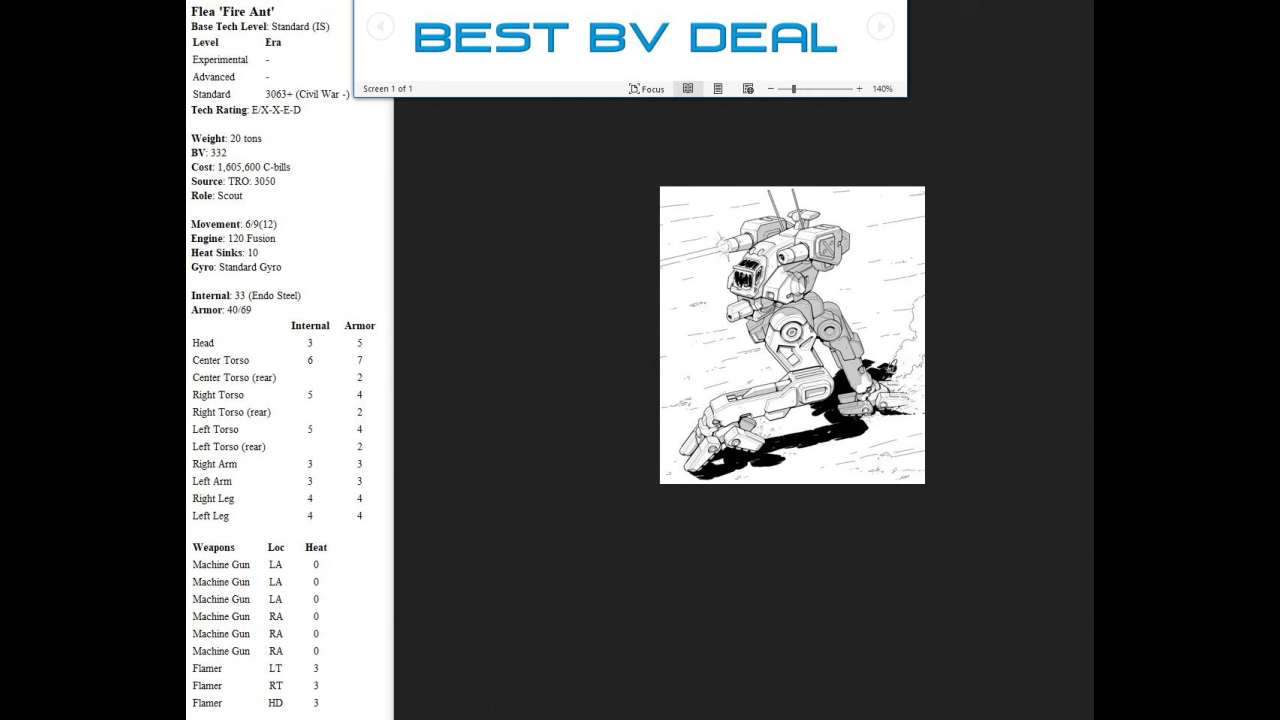 Flea 'Fire Ant'
Base Tech Level: Standard (IS)
Level Era
Experimental -
Advanced -
Standard 3063+ (Civil War -)
Tech Rating: E/X-X-E-D
Weight: 20 tons
BV: 332
Cost: 1,605,600 C-bills
Source: TRO: 3050
Role: Scout
Movement: 6/9(12)
Engine: 120 Fusion
Heat Sinks: 10
Gyro: Standard Gyro
Internal: 33 (Endo Steel)
Armor: 40/69
Internal Armor
Head 3 5
Center Torso 6 7
Center Torso (rear) 2
Right Torso 5 4
Right Torso (rear) 2
Left Torso 5 4
Left Torso (rear) 2
Right Arm 3 3
Left Arm 3 3
Right Leg 4 4
Left Leg 4 4
Weapons Loc Heat
Machine Gun LA 0
Machine Gun LA 0
Machine Gun LA 0
Machine Gun RA 0
Machine Gun RA 0
Machine Gun RA 0
Flamer LT 3
Flamer RT 3
Flamer HD 3
BEST BV DEAL
Screen 1 of 1 Focus 140%